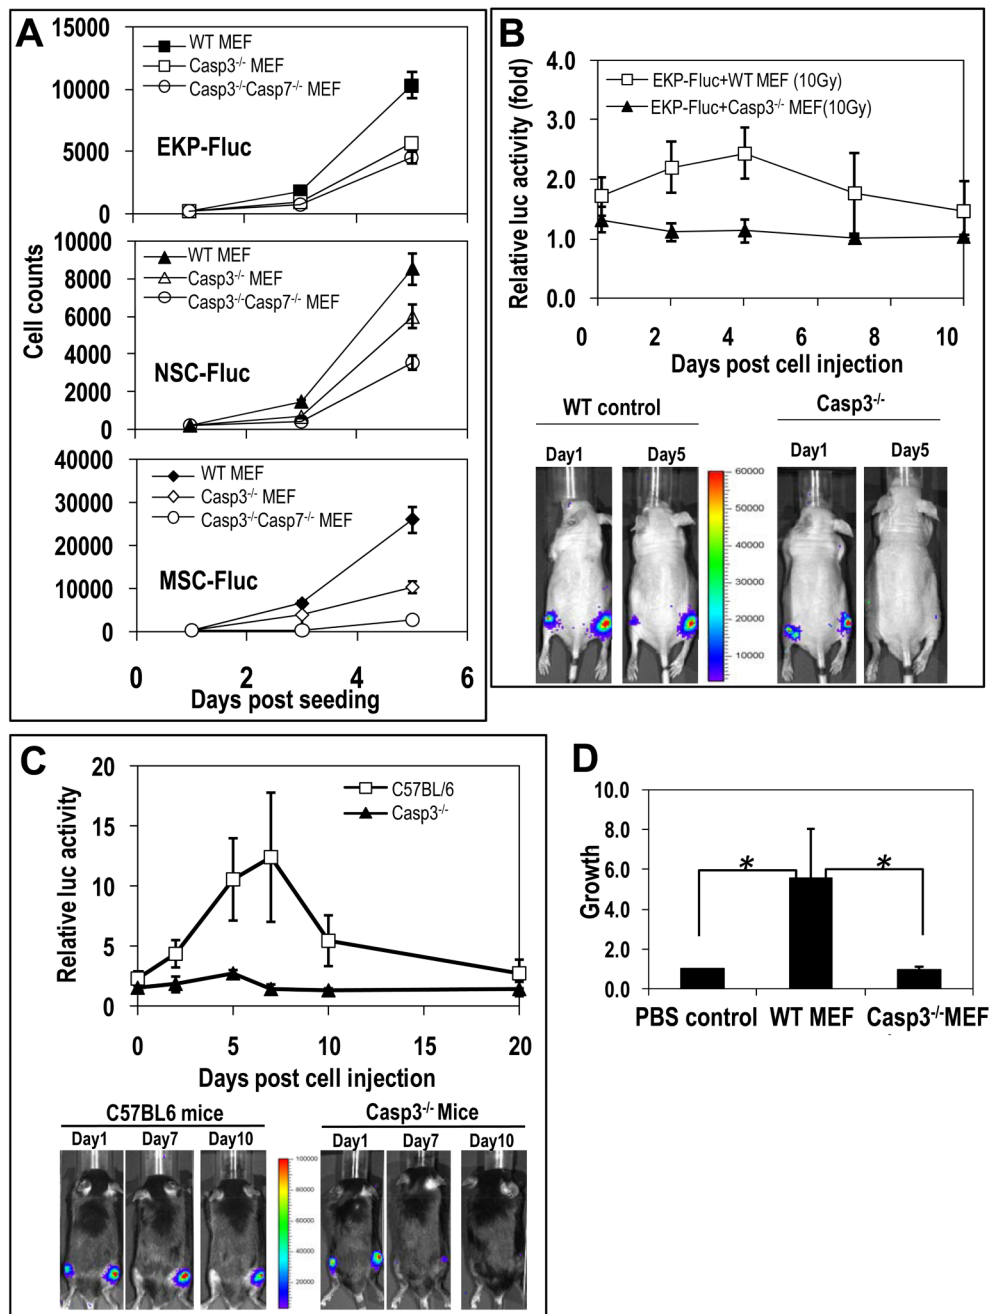 A
15000
10000
5000
0
WT MEF
Casp3-/- MEF
Casp3-/-Casp7-/- MEF
EKP-Fluc
Cell counts
10000
8000
6000
4000
2000
0
WT MEF
Casp3-/- MEF
Casp3-/-Casp7-/- MEF
NSC-Fluc
40000
30000
20000
10000
0
WT MEF
Casp3-/- MEF
Casp3-/-Casp7-/- MEF
MSC-Fluc
0 2 4 6
Days post seeding
B
Relative luc activity (fold)
4.0
3.0
2.0
1.0
0.0
EKP-Fluc+WT MEF (10Gy)
EKP-Fluc+Casp3-/- MEF(10Gy)
0 2 4 6 8 10
Days post cell injection
WT control Casp3-/-
Day1 Day5 Day1 Day5
60000
50000
40000
30000
20000
10000
C
Relative luc activity
20
15
10
5
0
C57BL/6
Casp3-/-
0 5 10 15 20
Days post cell injection
C57BL6 mice Casp3-/- Mice
Day1 Day7 Day10 Day1 Day7 Day10
100000
80000
60000
40000
20000
D
Growth
10.0
8.0
6.0
4.0
2.0
0.0
* *
PBS control WT MEF Casp3-/-MEF